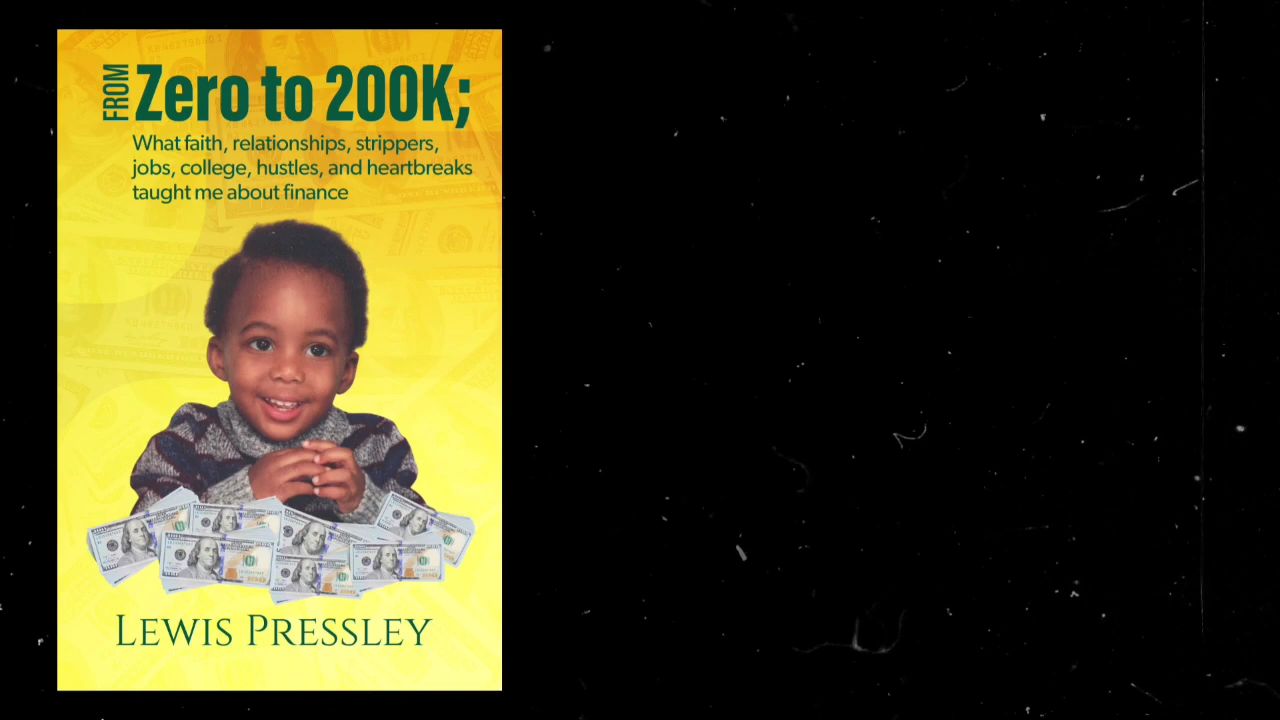 FROM
Zero to 200K;
What faith, relationships, strippers,
jobs, college, hustles, and heartbreaks
taught me about finance
LEWIS PRESSLEY